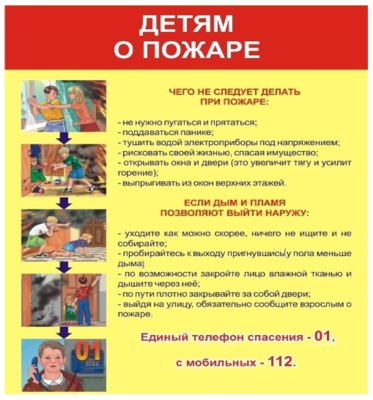 ДЕТЯМ
О ПОЖАРЕ
ЧЕГО НЕ СЛЕДУЕТ ДЕЛАТЬ
ПРИ ПОЖАРЕ:
- не нужно пугаться и прятаться;
- поддаваться панике;
- тушить водой электроприборы под напряжением;
- рисковать своей жизнью, спасая имущество;
- открывать окна и двери (это увеличит тягу и усилит
горение);
- выпрыгивать из окон верхних этажей.
ЕСЛИ ДЫМ И ПЛАМЯ
ПОЗВОЛЯЮТ ВЫЙТИ НАРУЖУ:
- уходите как можно скорее, ничего не ищите и не
собирайте;
- пробирайтесь к выходу пригнувшись(у пола меньше
дыма);
- по возможности закройте лицо влажной тканью и
дышите через неё;
- по пути плотно закрывайте за собой двери;
- выйдя на улицу, обязательно сообщите взрослым о
пожаре.
Единый телефон спасения - 01,
с мобильных - 112.
01